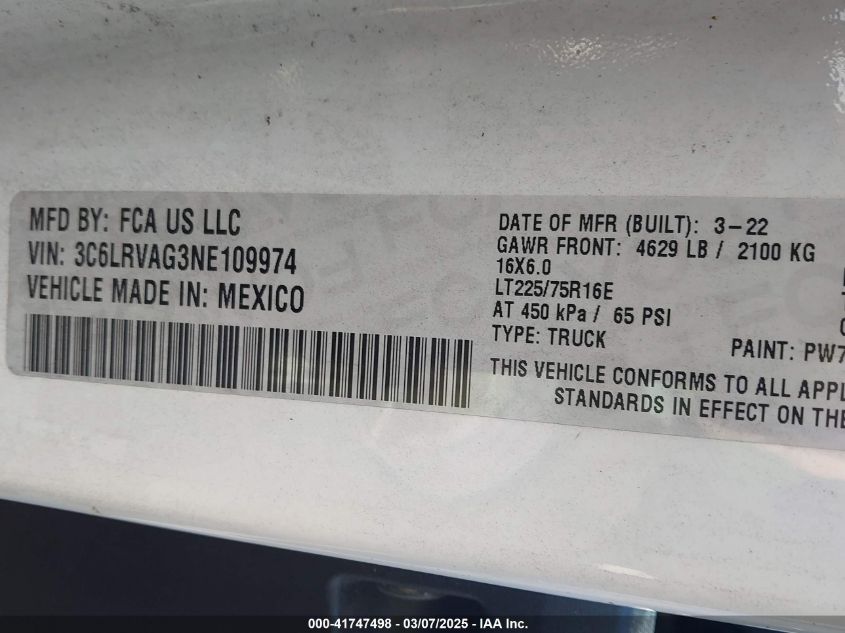 MFD BY: FCA US LLC
VIN: 3C6LRVAG3NE109974
VEHICLE MADE IN: MEXICO
DATE OF MFR (BUILT): 3-22
GAWR FRONT: 4629 LB / 2100 KG
16X6.0
LT225/75R16E
AT 450 kPa / 65 PSI
TYPE: TRUCK
PAINT: PW7
THIS VEHICLE CONFORMS TO ALL APPL
STANDARDS IN EFFECT ON THE
000-41747498 - 03/07/2025 - IAA Inc.